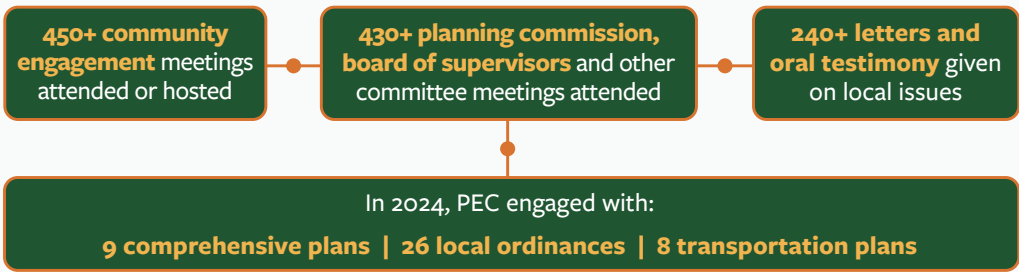 450+ community
engagement meetings
attended or hosted
430+ planning commission,
board of supervisors and other
committee meetings attended
240+ letters and
oral testimony given
on local issues
In 2024, PEC engaged with:
9 comprehensive plans | 26 local ordinances | 8 transportation plans